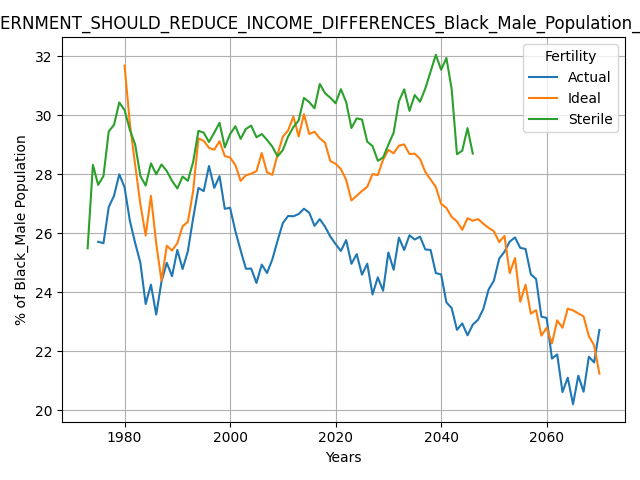 ERNMENT_SHOULD_REDUCE_INCOME_DIFFERENCES_Black_Male_Population_
Fertility
Actual
Ideal
Sterile
% of Black_Male Population
32
30
28
26
24
22
20
1980
2000
2020
2040
2060
Years